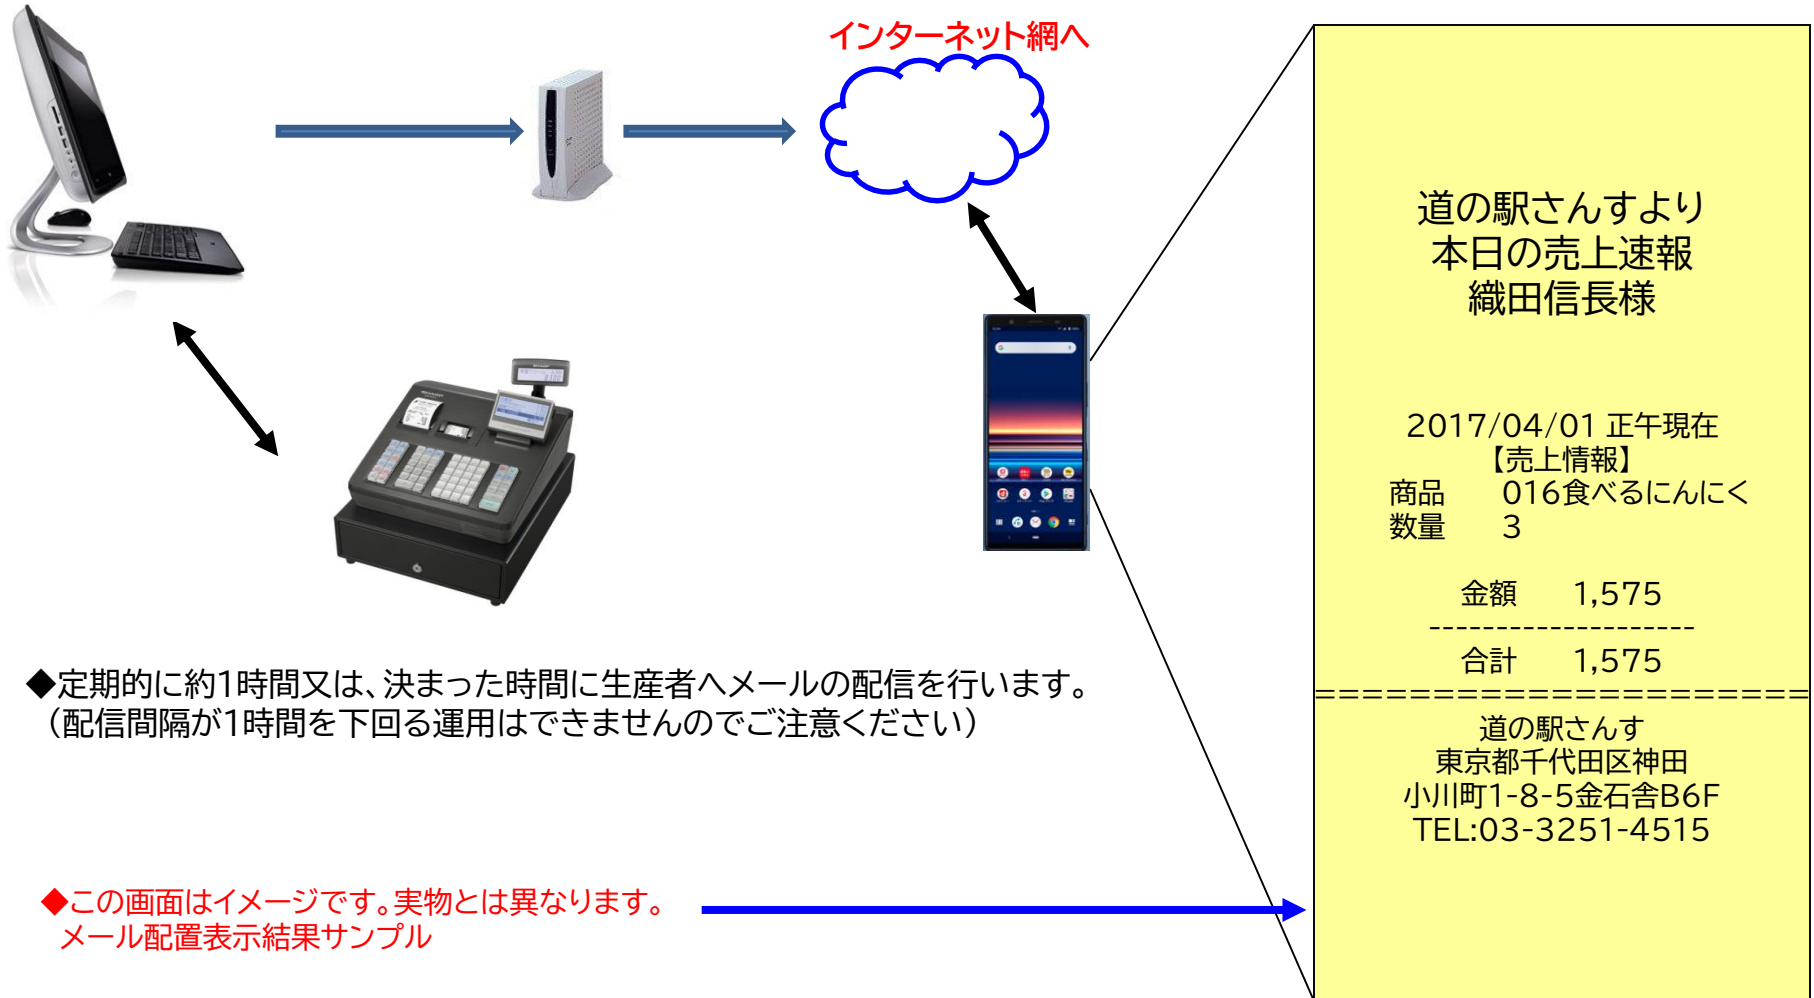 インターネット網へ
道の駅さんすより
本日の売上速報
織田信長様
2017/04/01 正午現在
【売上情報】
商品　　016食べるにんにく
数量　　3
金額　　1,575
--------------------
合計　　1,575
=====================
道の駅さんす
東京都千代田区神田
小川町1-8-5金石舎B6F
TEL:03-3251-4515
◆定期的に約1時間又は、決まった時間に生産者へメールの配信を行います。
（配信間隔が1時間を下回る運用はできませんのでご注意ください）
◆この画面はイメージです。実物とは異なります。
メール配置表示結果サンプル